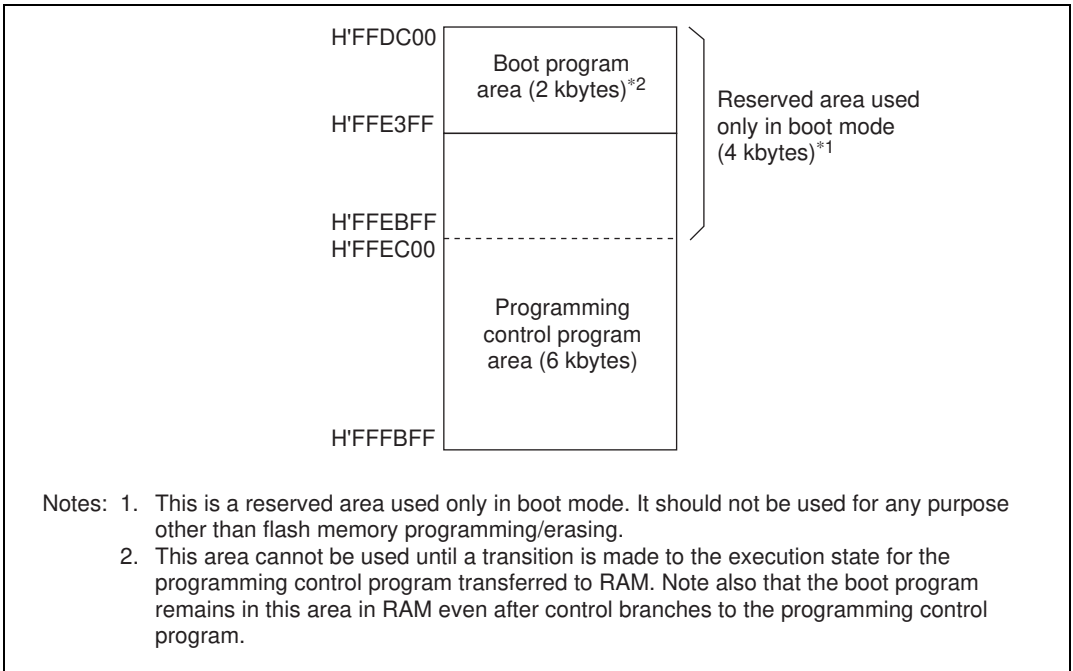 H'FFDC00
Boot program
area (2 kbytes)*2
H'FFE3FF
Reserved area used
only in boot mode
(4 kbytes)*1
H'FFEBFF
H'FFEC00
Programming
control program
area (6 kbytes)
H'FFFBFF
Notes: 1. This is a reserved area used only in boot mode. It should not be used for any purpose
other than flash memory programming/erasing.
2. This area cannot be used until a transition is made to the execution state for the
programming control program transferred to RAM. Note also that the boot program
remains in this area in RAM even after control branches to the programming control
program.